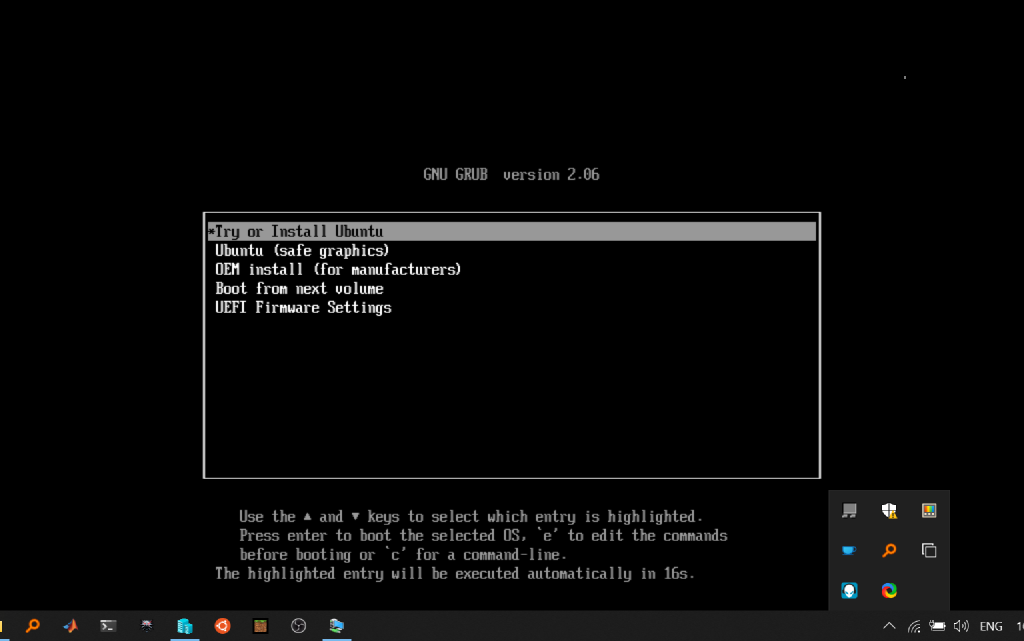 GNU GRUB version 2.06
*Try or Install Ubuntu
Ubuntu (safe graphics)
OEM install (for manufacturers)
Boot from next volume
UEFI Firmware Settings
Use the ▲ and ▼ keys to select which entry is highlighted.
Press enter to boot the selected OS, `e' to edit the commands
before booting or `c' for a command-line.
The highlighted entry will be executed automatically in 16s.
ENG